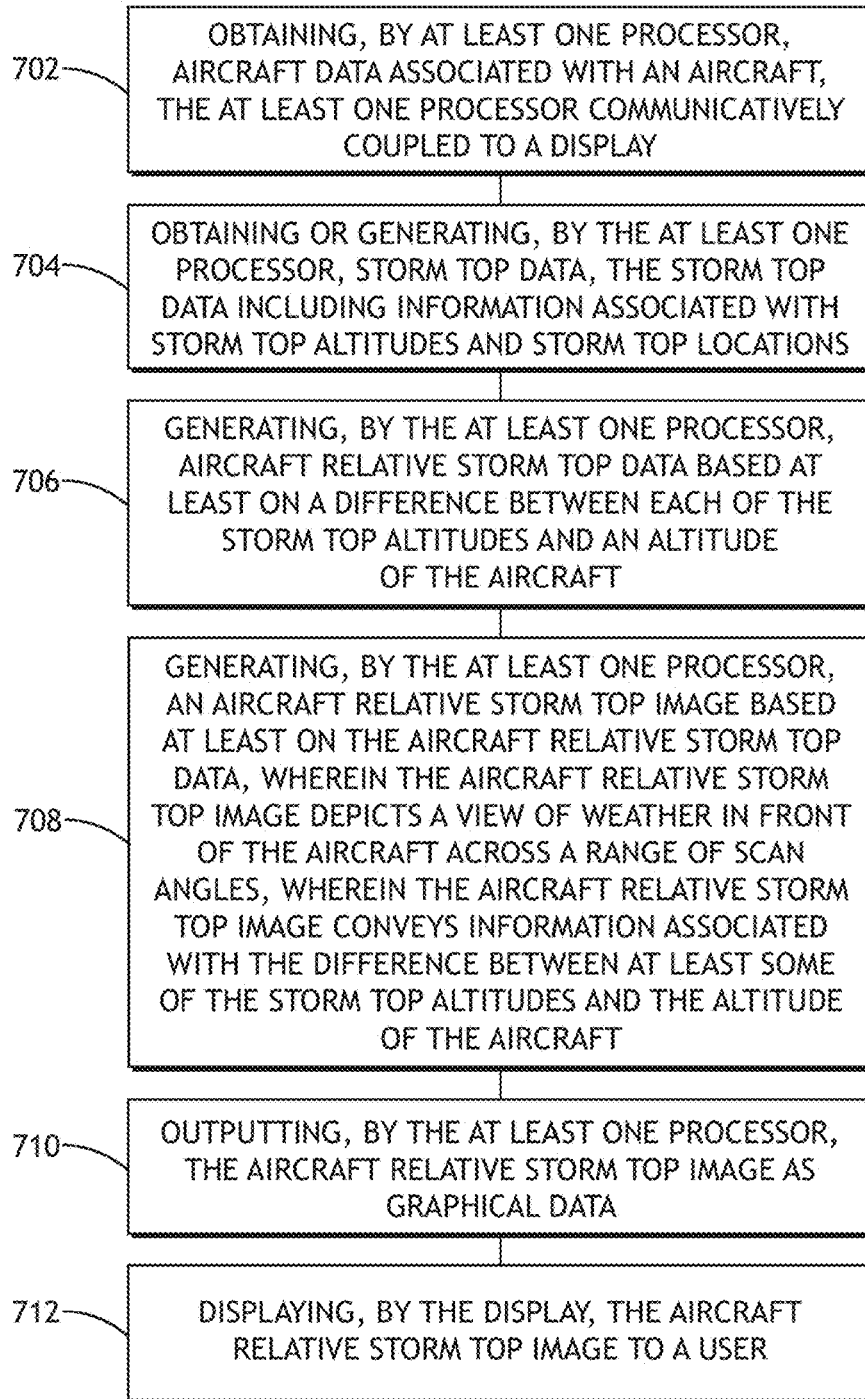 702
OBTAINING, BY AT LEAST ONE PROCESSOR,
AIRCRAFT DATA ASSOCIATED WITH AN AIRCRAFT,
THE AT LEAST ONE PROCESSOR COMMUNICATIVELY
COUPLED TO A DISPLAY
704
OBTAINING OR GENERATING, BY THE AT LEAST ONE
PROCESSOR, STORM TOP DATA, THE STORM TOP
DATA INCLUDING INFORMATION ASSOCIATED WITH
STORM TOP ALTITUDES AND STORM TOP LOCATIONS
706
GENERATING, BY THE AT LEAST ONE PROCESSOR,
AIRCRAFT RELATIVE STORM TOP DATA BASED AT
LEAST ON A DIFFERENCE BETWEEN EACH OF THE
STORM TOP ALTITUDES AND AN ALTITUDE
OF THE AIRCRAFT
708
GENERATING, BY THE AT LEAST ONE PROCESSOR,
AN AIRCRAFT RELATIVE STORM TOP IMAGE BASED
AT LEAST ON THE AIRCRAFT RELATIVE STORM TOP
DATA, WHEREIN THE AIRCRAFT RELATIVE STORM
TOP IMAGE DEPICTS A VIEW OF WEATHER IN FRONT
OF THE AIRCRAFT ACROSS A RANGE OF SCAN
ANGLES, WHEREIN THE AIRCRAFT RELATIVE STORM
TOP IMAGE CONVEYS INFORMATION ASSOCIATED
WITH THE DIFFERENCE BETWEEN AT LEAST SOME
OF THE STORM TOP ALTITUDES AND THE ALTITUDE
OF THE AIRCRAFT
710
OUTPUTTING, BY THE AT LEAST ONE PROCESSOR,
THE AIRCRAFT RELATIVE STORM TOP IMAGE AS
GRAPHICAL DATA
712
DISPLAYING, BY THE DISPLAY, THE AIRCRAFT
RELATIVE STORM TOP IMAGE TO A USER